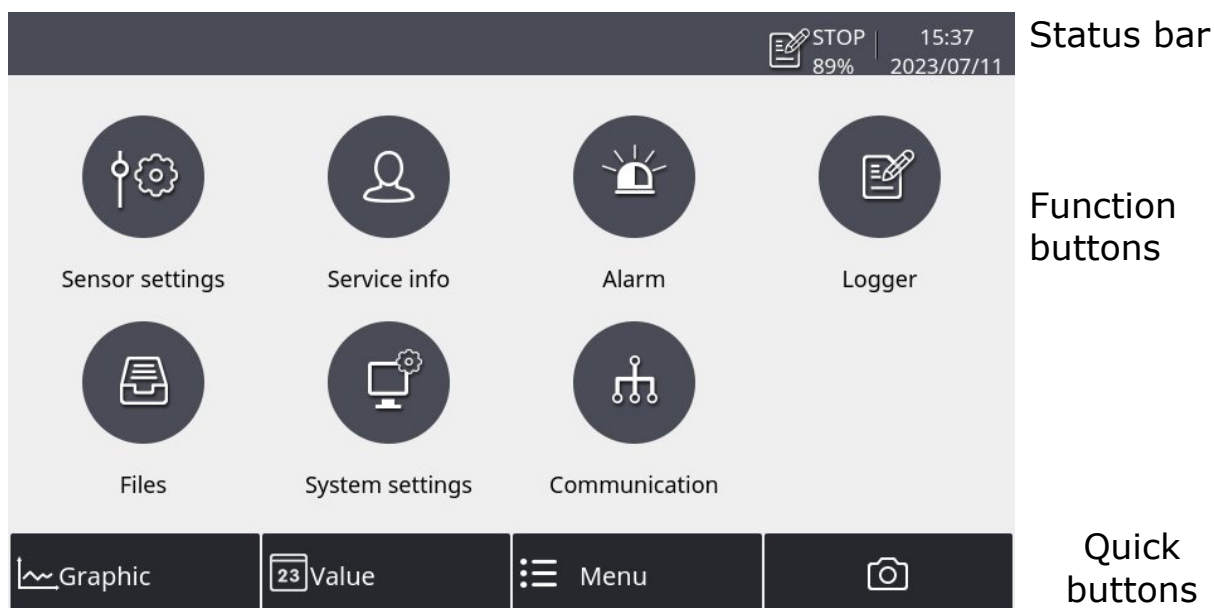 STOP
15:37
Status bar
89%
2023/07/11
Function
buttons
Sensor settings
Service info
Alarm
Logger
Files
System settings
Communication
Graphic
23
Value
Menu
Quick
buttons